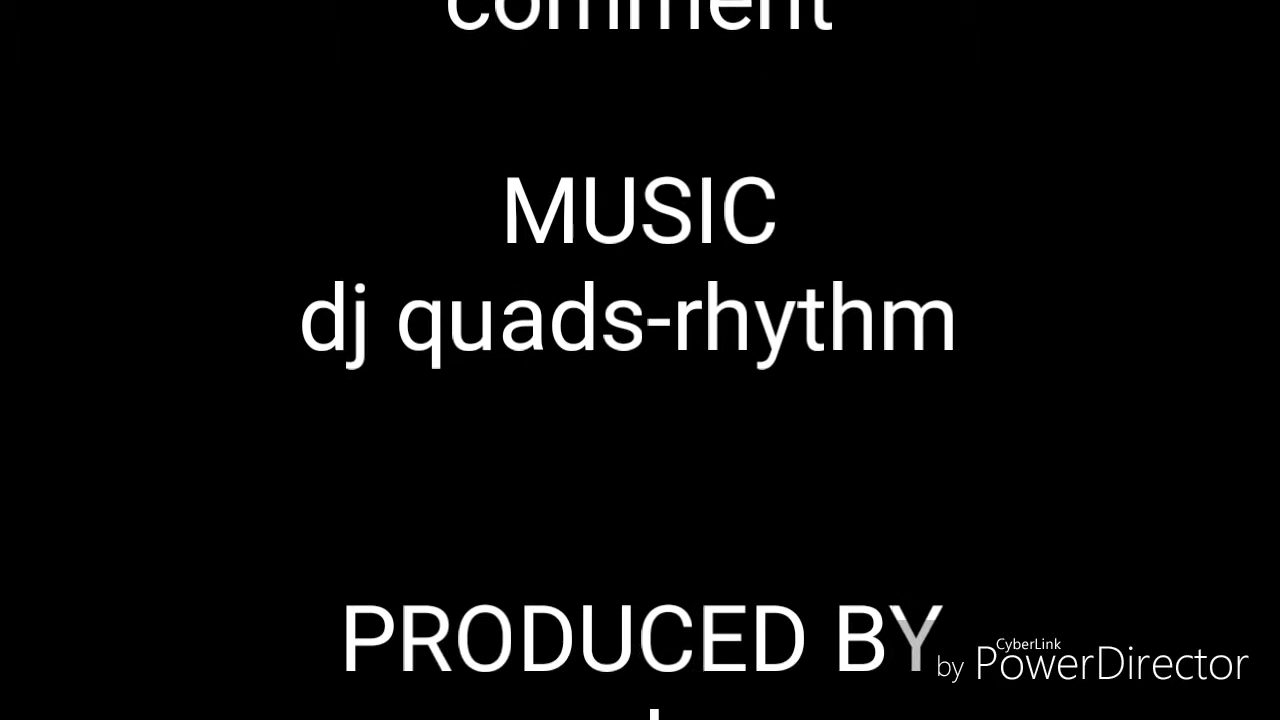 comment
MUSIC
dj quads-rhythm
PRODUCED BY
CyberLink
by PowerDirector